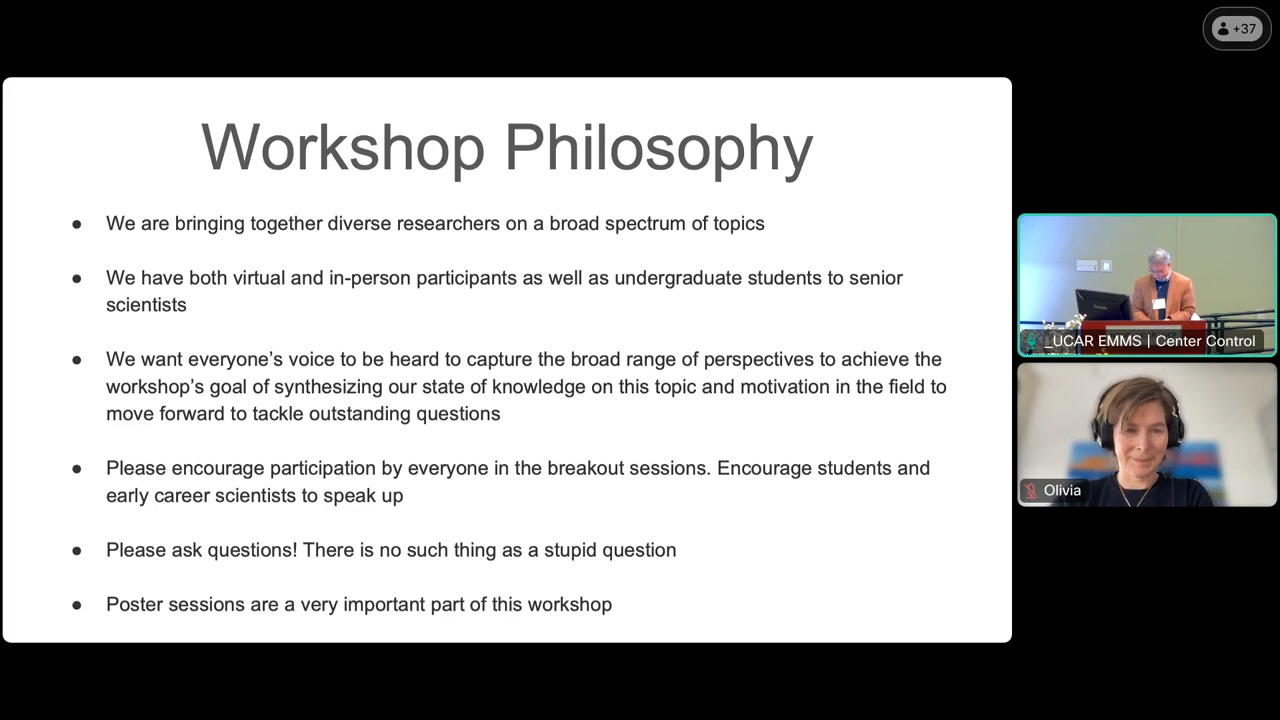 +37
Workshop Philosophy
● We are bringing together diverse researchers on a broad spectrum of topics
● We have both virtual and in-person participants as well as undergraduate students to senior
scientists
● We want everyone’s voice to be heard to capture the broad range of perspectives to achieve the
workshop’s goal of synthesizing our state of knowledge on this topic and motivation in the field to
move forward to tackle outstanding questions
● Please encourage participation by everyone in the breakout sessions. Encourage students and
early career scientists to speak up
● Please ask questions! There is no such thing as a stupid question
● Poster sessions are a very important part of this workshop
_UCAR EMMS | Center Control
Olivia